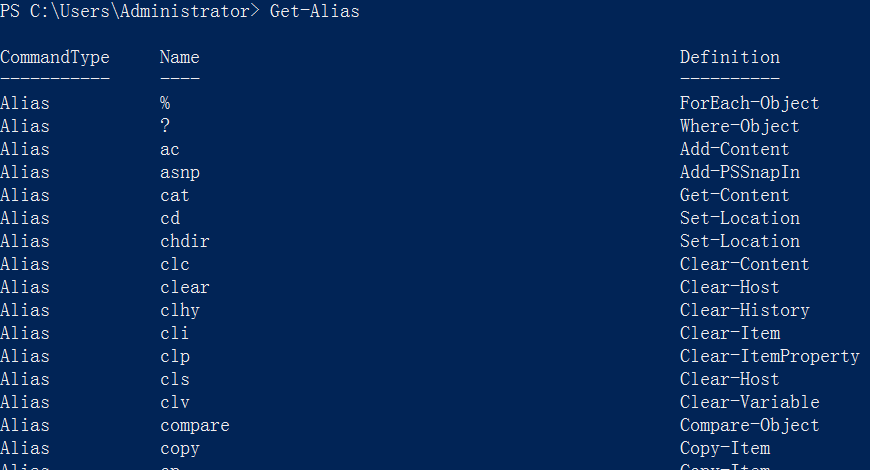 PS C:\Users\Administrator> Get-Alias
CommandType Name Definition
----------- ---- ----------
Alias % ForEach-Object
Alias ? Where-Object
Alias ac Add-Content
Alias asnp Add-PSSnapIn
Alias cat Get-Content
Alias cd Set-Location
Alias chdir Set-Location
Alias clc Clear-Content
Alias clear Clear-Host
Alias clhy Clear-History
Alias cli Clear-Item
Alias clp Clear-ItemProperty
Alias cls Clear-Host
Alias clv Clear-Variable
Alias compare Compare-Object
Alias copy Copy-Item